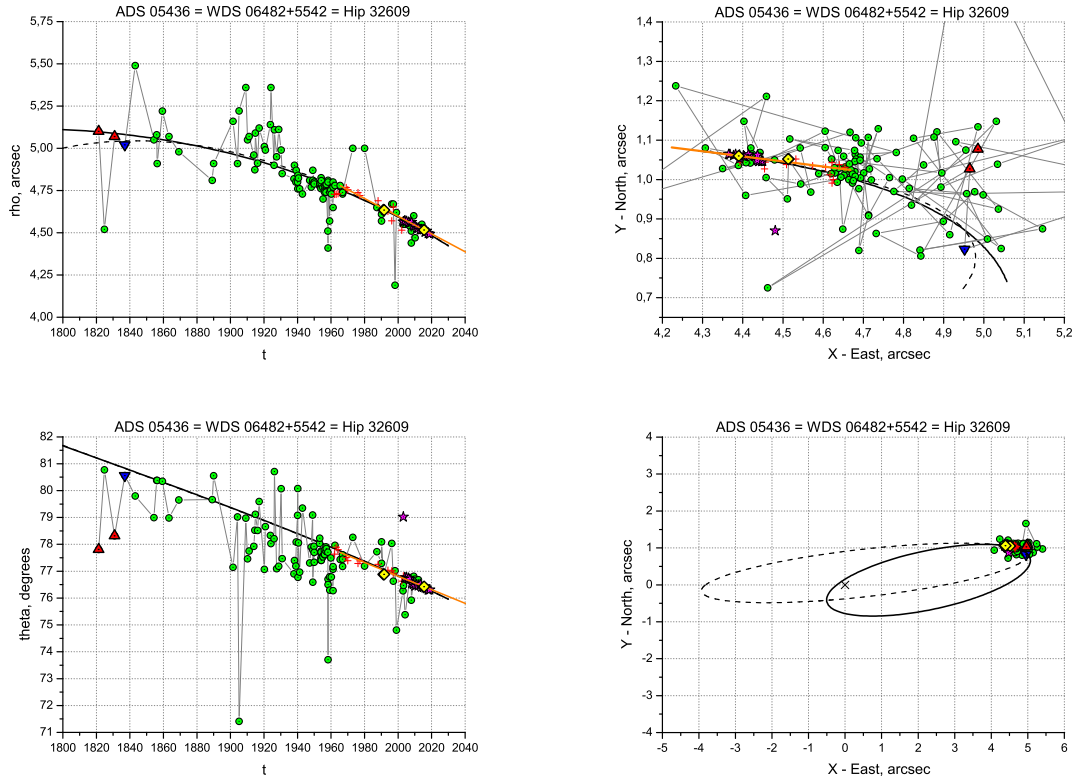 ADS 05436 = WDS 06482+5542 = Hip 32609
rho, arcsec
5,75
5,50
5,25
5,00
4,75
4,50
4,25
4,00
1800 1820 1840 1860 1880 1900 1920 1940 1960 1980 2000 2020 2040
t
ADS 05436 = WDS 06482+5542 = Hip 32609
Y - North, arcsec
1,4
1,3
1,2
1,1
1,0
0,9
0,8
0,7
4,2 4,3 4,4 4,5 4,6 4,7 4,8 4,9 5,0 5,1 5,2
X - East, arcsec
ADS 05436 = WDS 06482+5542 = Hip 32609
theta, degrees
82
81
80
79
78
77
76
75
74
73
72
71
1800 1820 1840 1860 1880 1900 1920 1940 1960 1980 2000 2020 2040
t
ADS 05436 = WDS 06482+5542 = Hip 32609
Y - North, arcsec
4
3
2
1
0
-1
-2
-3
-4
-5 -4 -3 -2 -1 0 1 2 3 4 5 6
X - East, arcsec